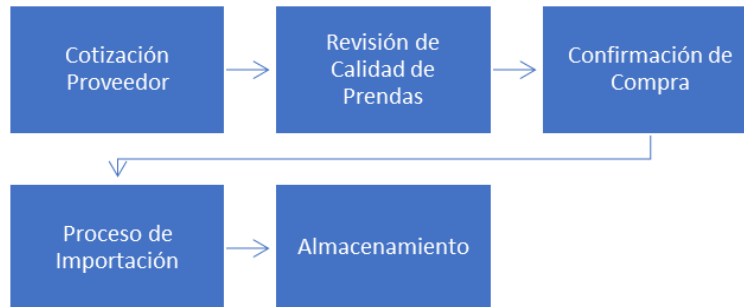 Cotización
Proveedor
Revisión de
Calidad de
Prendas
Confirmación de
Compra
Proceso de
Importación
Almacenamiento